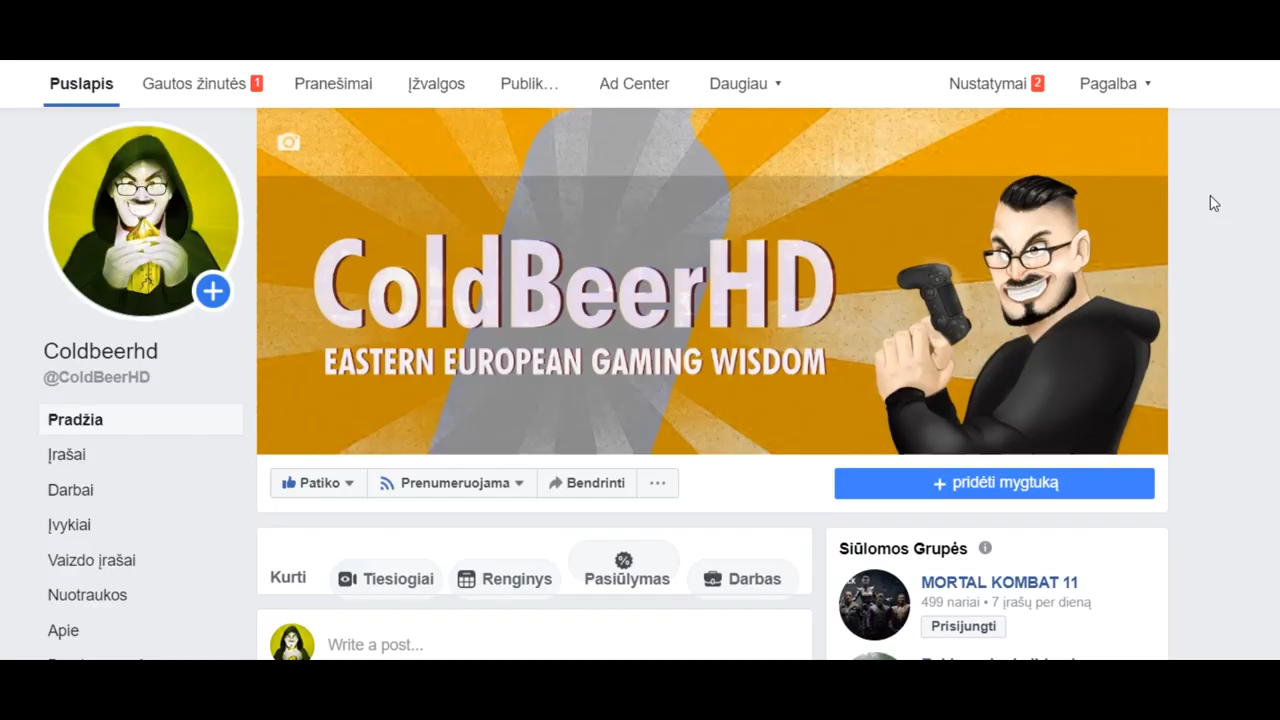 Puslapis Gautos žinutės 1 Pranešimai Įžvalgos Publik... Ad Center Daugiau Nustatymai 2 Pagalba
ColdBeerHD
EASTERN EUROPEAN GAMING WISDOM
Coldbeerhd
@ColdBeerHD
Pradžia
Įrašai
Darbai
Įvykiai
Vaizdo įrašai
Nuotraukos
Apie
Patiko Prenumeruojama Bendrinti ...
+ pridėti mygtuką
Kurti Tiesiogiai Renginys Pasiūlymas Darbas
Write a post...
Siūlomos Grupės
MORTAL KOMBAT 11
499 nariai • 7 įrašų per dieną
Prisijungti